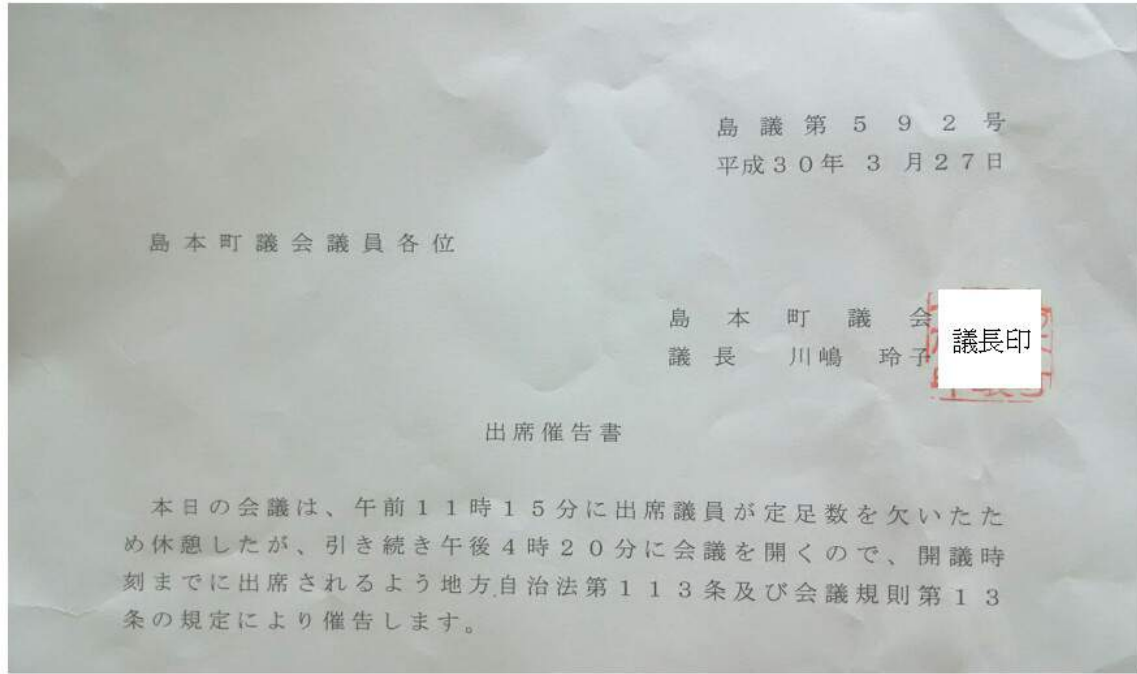 島議第５９２号
平成３０年３月２７日
島本町議会議員各位
島本町議会
議長 川嶋 玲子
議長印
出席催告書
本日の会議は、午前１１時１５分に出席議員が定足数を欠いたた
め休憩したが、引き続き午後４時２０分に会議を開くので、開議時
刻までに出席されるよう地方自治法第１１３条及び会議規則第１３
条の規定により催告します。